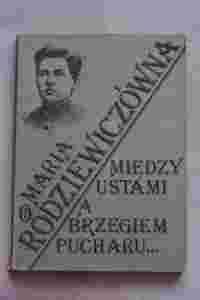 MARIA
RODZIEWICZÓWNA
MIĘDZY
USTAMI
A
BRZEGIEM
PUCHARU...